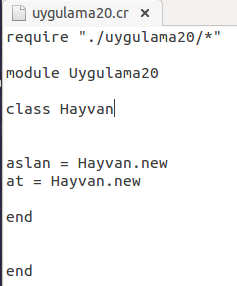 uygulama20.cr ×
require "./uygulama20/*"
module Uygulama20
class Hayvan
aslan = Hayvan.new
at = Hayvan.new
end
end